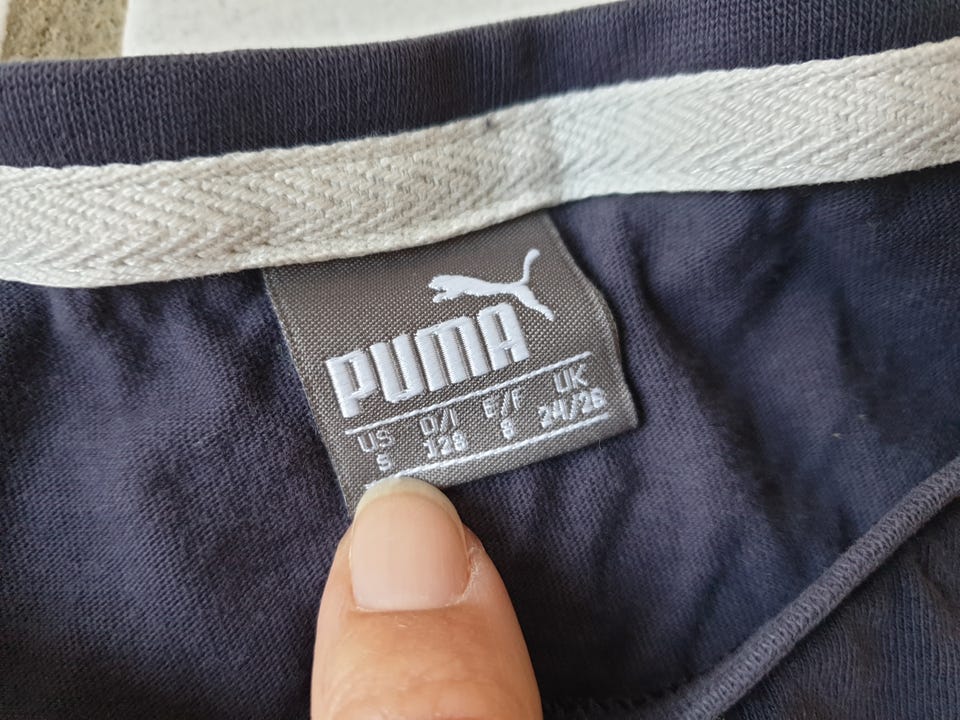 PUMA
US D/I E/F UK
S 128 8 24/26